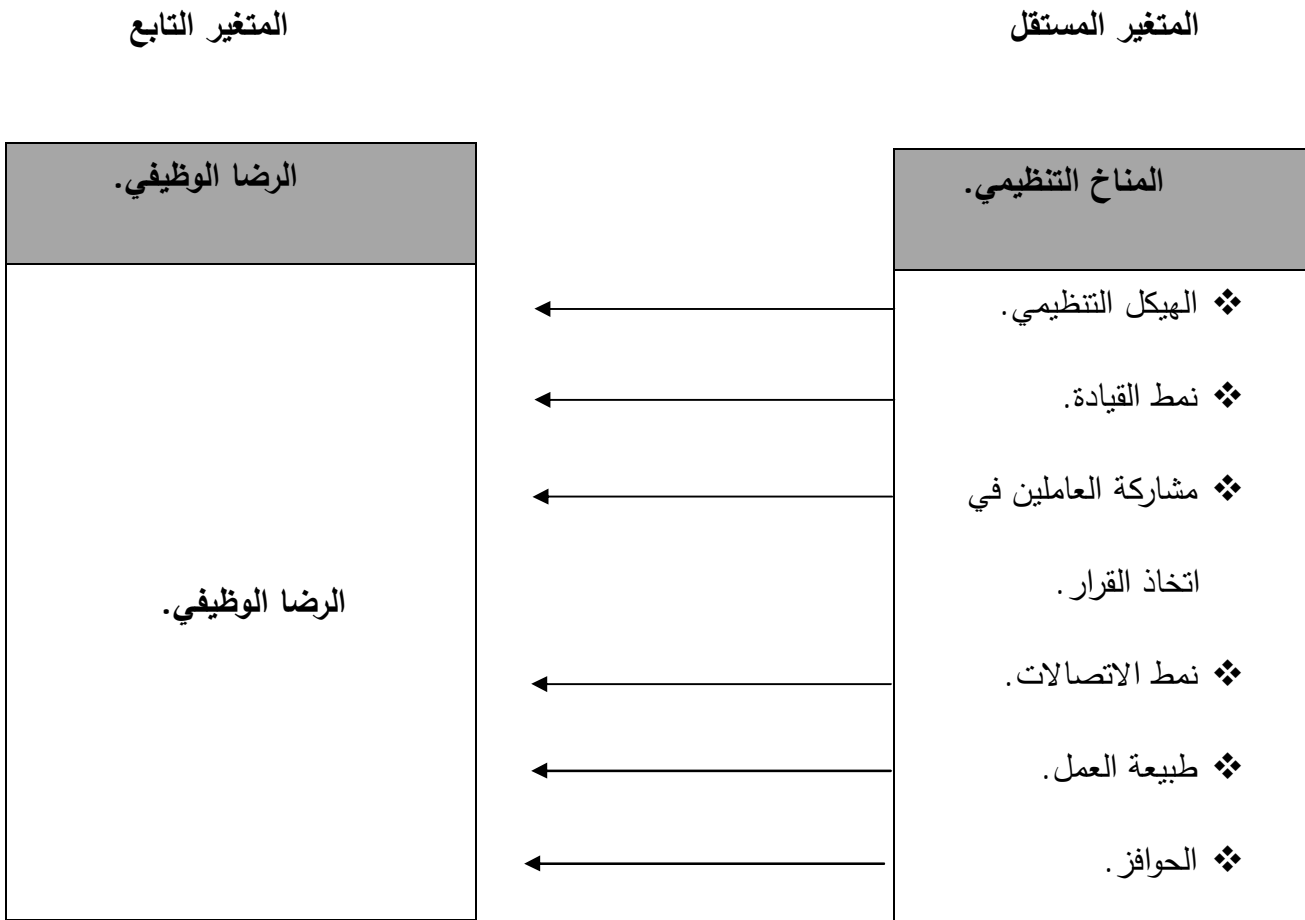 المتغير المستقل
المتغير التابع
المناخ التنظيمي.
❖ الهيكل التنظيمي.
❖ نمط القيادة.
❖ مشاركة العاملين في
اتخاذ القرار.
❖ نمط الاتصالات.
❖ طبيعة العمل.
❖ الحوافز.
الرضا الوظيفي.
الرضا الوظيفي.